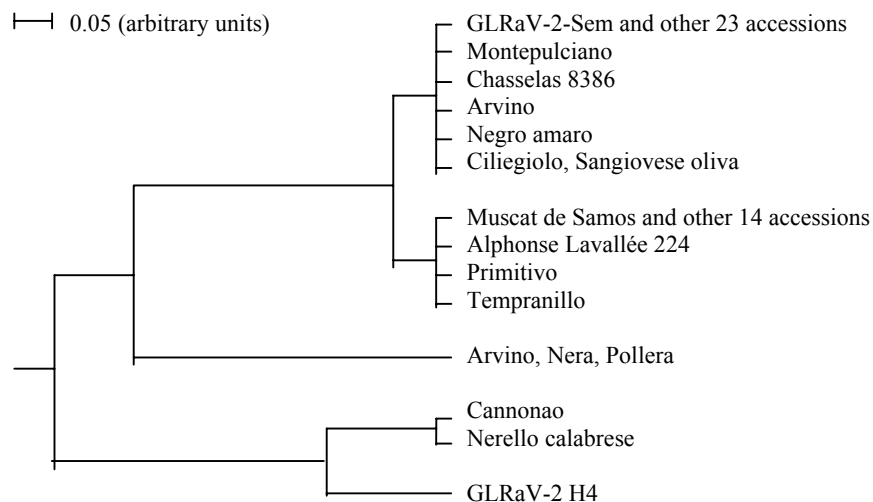 0.05 (arbitrary units)
GLRaV-2-Sem and other 23 accessions
Montepulciano
Chasselas 8386
Arvino
Negro amaro
Ciliegiolo, Sangiovese oliva
Muscat de Samos and other 14 accessions
Alphonse Lavallée 224
Primitivo
Tempranillo
Arvino, Nera, Pollera
Cannonao
Nerello calabrese
GLRaV-2 H4